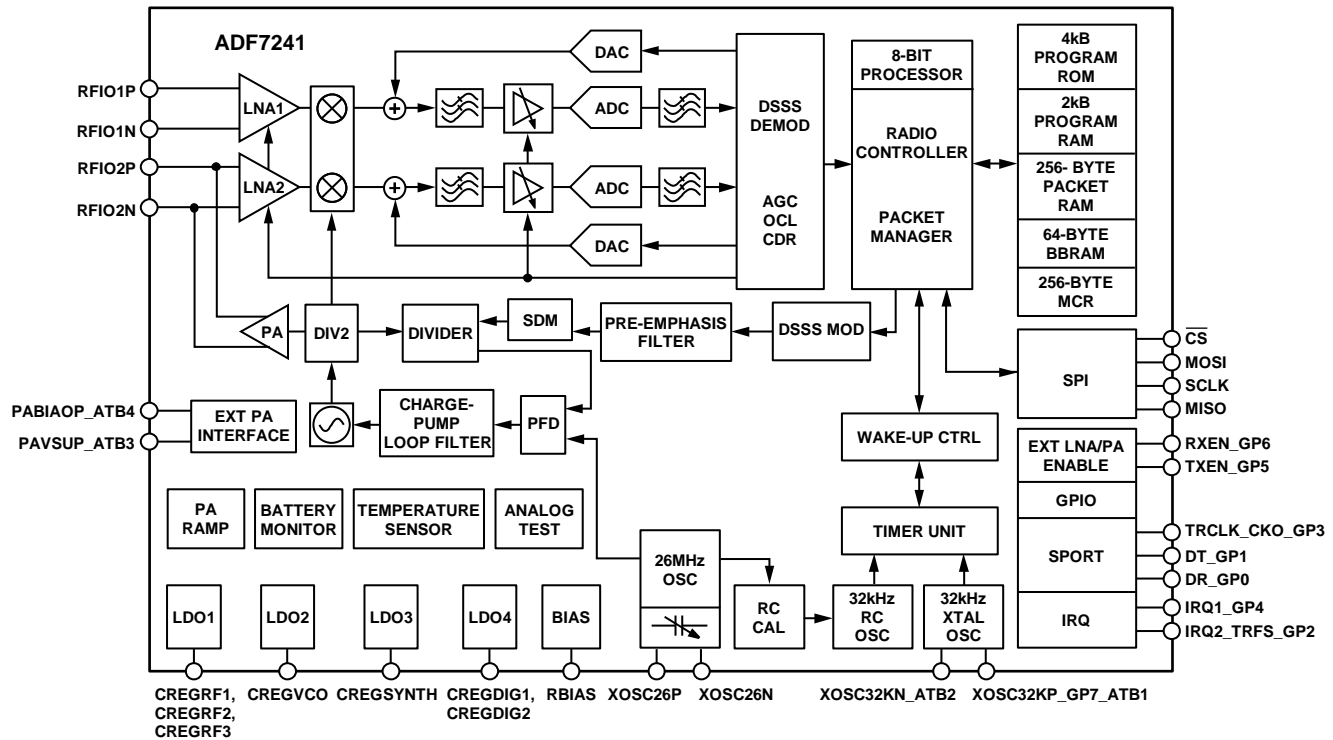 ADF7241
RFIO1P
RFIO1N
RFIO2P
RFIO2N
LNA1
LNA2
DAC
ADC
ADC
DAC
DSSS
DEMOD
AGC
OCL
CDR
8-BIT
PROCESSOR
RADIO
CONTROLLER
PACKET
MANAGER
4kB
PROGRAM
ROM
2kB
PROGRAM
RAM
256- BYTE
PACKET
RAM
64-BYTE
BBRAM
256-BYTE
MCR
PA
DIV2
DIVIDER
SDM
PRE-EMPHASIS
FILTER
DSSS MOD
SPI
CS
MOSI
SCLK
MISO
PABIAOP_ATB4
PAVSUP_ATB3
EXT PA
INTERFACE
CHARGE-
PUMP
LOOP FILTER
PFD
WAKE-UP CTRL
EXT LNA/PA
ENABLE
RXEN_GP6
TXEN_GP5
GPIO
PA
RAMP
BATTERY
MONITOR
TEMPERATURE
SENSOR
ANALOG
TEST
26MHz
OSC
TIMER UNIT
SPORT
TRCLK_CKO_GP3
DT_GP1
DR_GP0
LDO1
LDO2
LDO3
LDO4
BIAS
RC
CAL
32kHz
RC
OSC
32kHz
XTAL
OSC
IRQ
IRQ1_GP4
IRQ2_TRFS_GP2
CREGRF1,
CREGRF2,
CREGRF3
CREGVCO
CREGSYNTH
CREGDIG1,
CREGDIG2
RBIAS
XOSC26P
XOSC26N
XOSC32KN_ATB2
XOSC32KP_GP7_ATB1